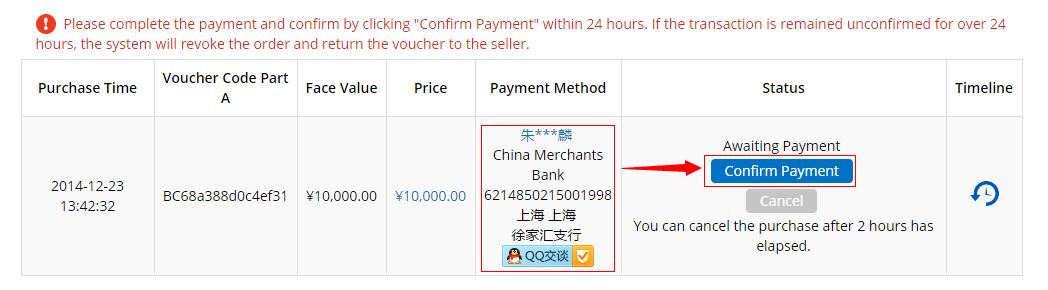 Please complete the payment and confirm by clicking "Confirm Payment" within 24 hours. If the transaction is remained unconfirmed for over 24
hours, the system will revoke the order and return the voucher to the seller.
Purchase Time
Voucher Code Part
A
Face Value
Price
Payment Method
Status
Timeline
2014-12-23
13:42:32
BC68a388d0c4ef31
¥10,000.00
¥10,000.00
朱***麟
China Merchants
Bank
6214850215001998
上海 上海
徐家汇支行
QQ交谈
Awaiting Payment
Confirm Payment
Cancel
You can cancel the purchase after 2 hours has
elapsed.